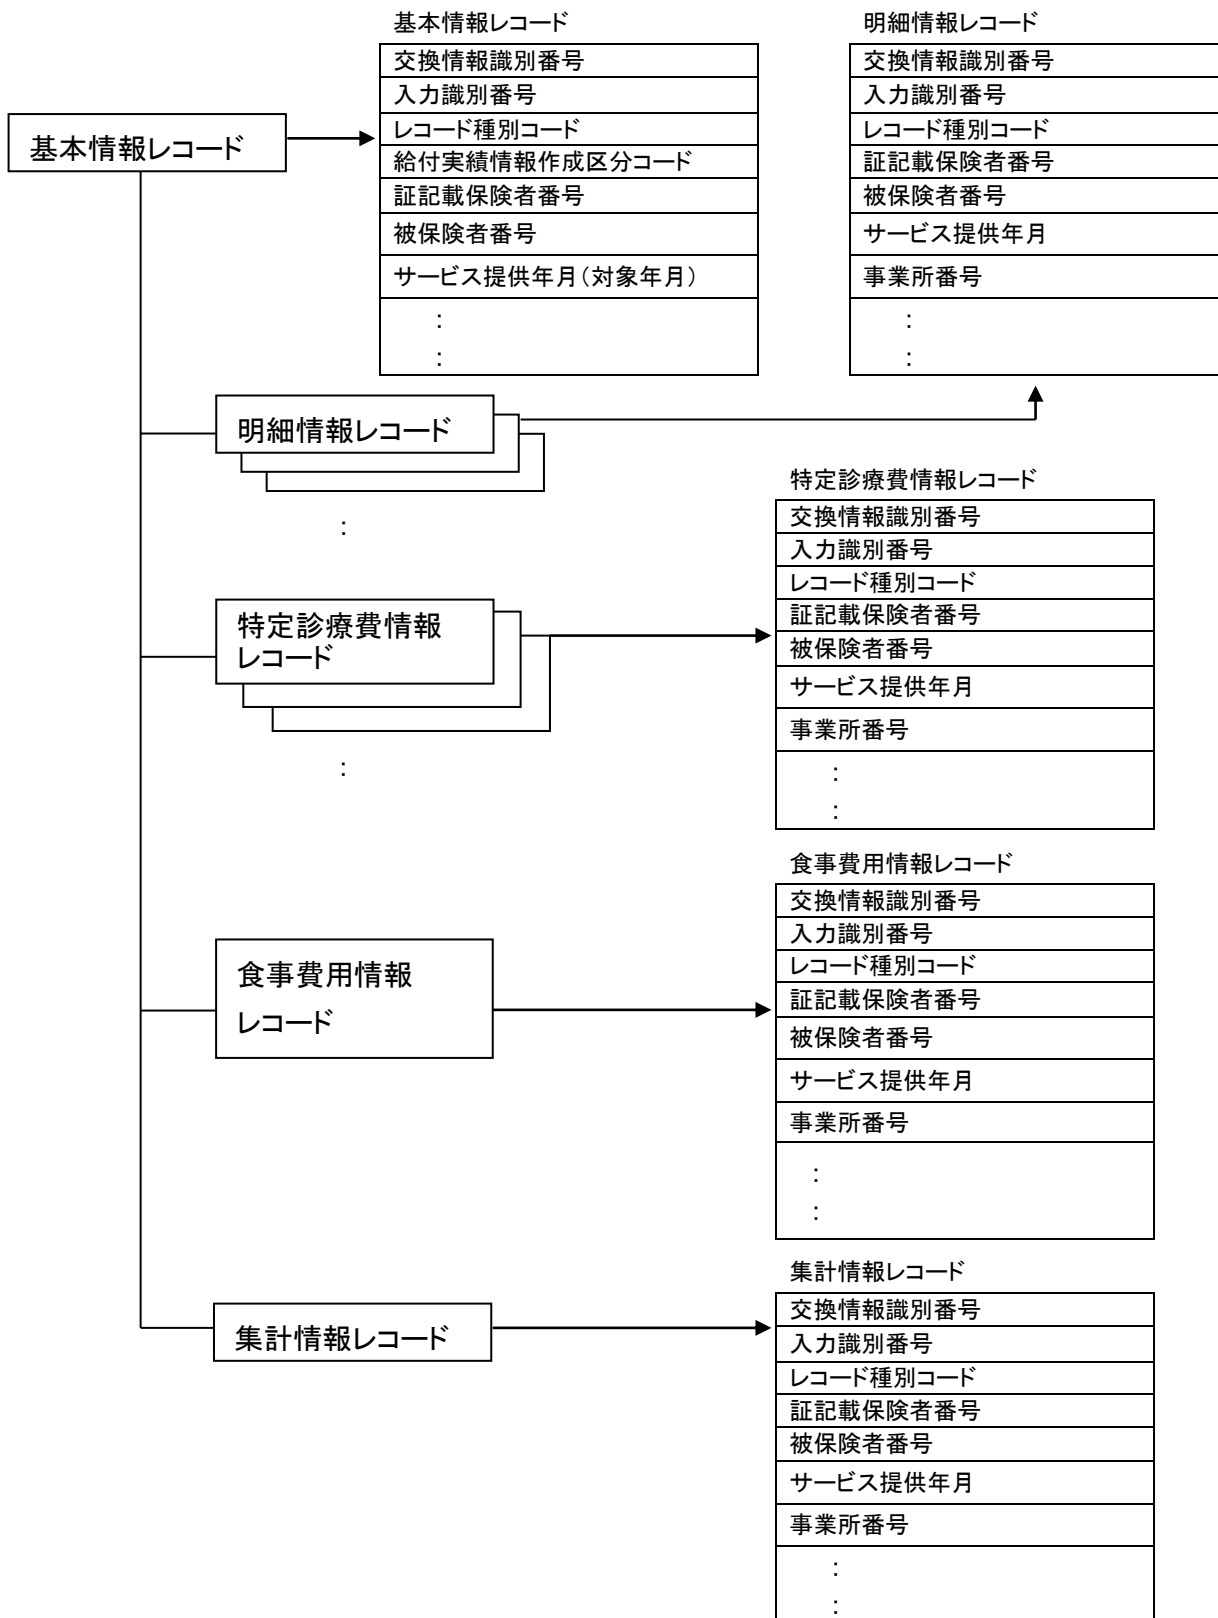 基本情報レコード
基本情報レコード
交換情報識別番号
入力識別番号
レコード種別コード
給付実績情報作成区分コード
証記載保険者番号
被保険者番号
サービス提供年月(対象年月)
:
:
明細情報レコード
交換情報識別番号
入力識別番号
レコード種別コード
証記載保険者番号
被保険者番号
サービス提供年月
事業所番号
:
:
明細情報レコード
:
特定診療費情報
レコード
:
特定診療費情報レコード
交換情報識別番号
入力識別番号
レコード種別コード
証記載保険者番号
被保険者番号
サービス提供年月
事業所番号
:
:
食事費用情報
レコード
食事費用情報レコード
交換情報識別番号
入力識別番号
レコード種別コード
証記載保険者番号
被保険者番号
サービス提供年月
事業所番号
:
:
集計情報レコード
集計情報レコード
交換情報識別番号
入力識別番号
レコード種別コード
証記載保険者番号
被保険者番号
サービス提供年月
事業所番号
:
: